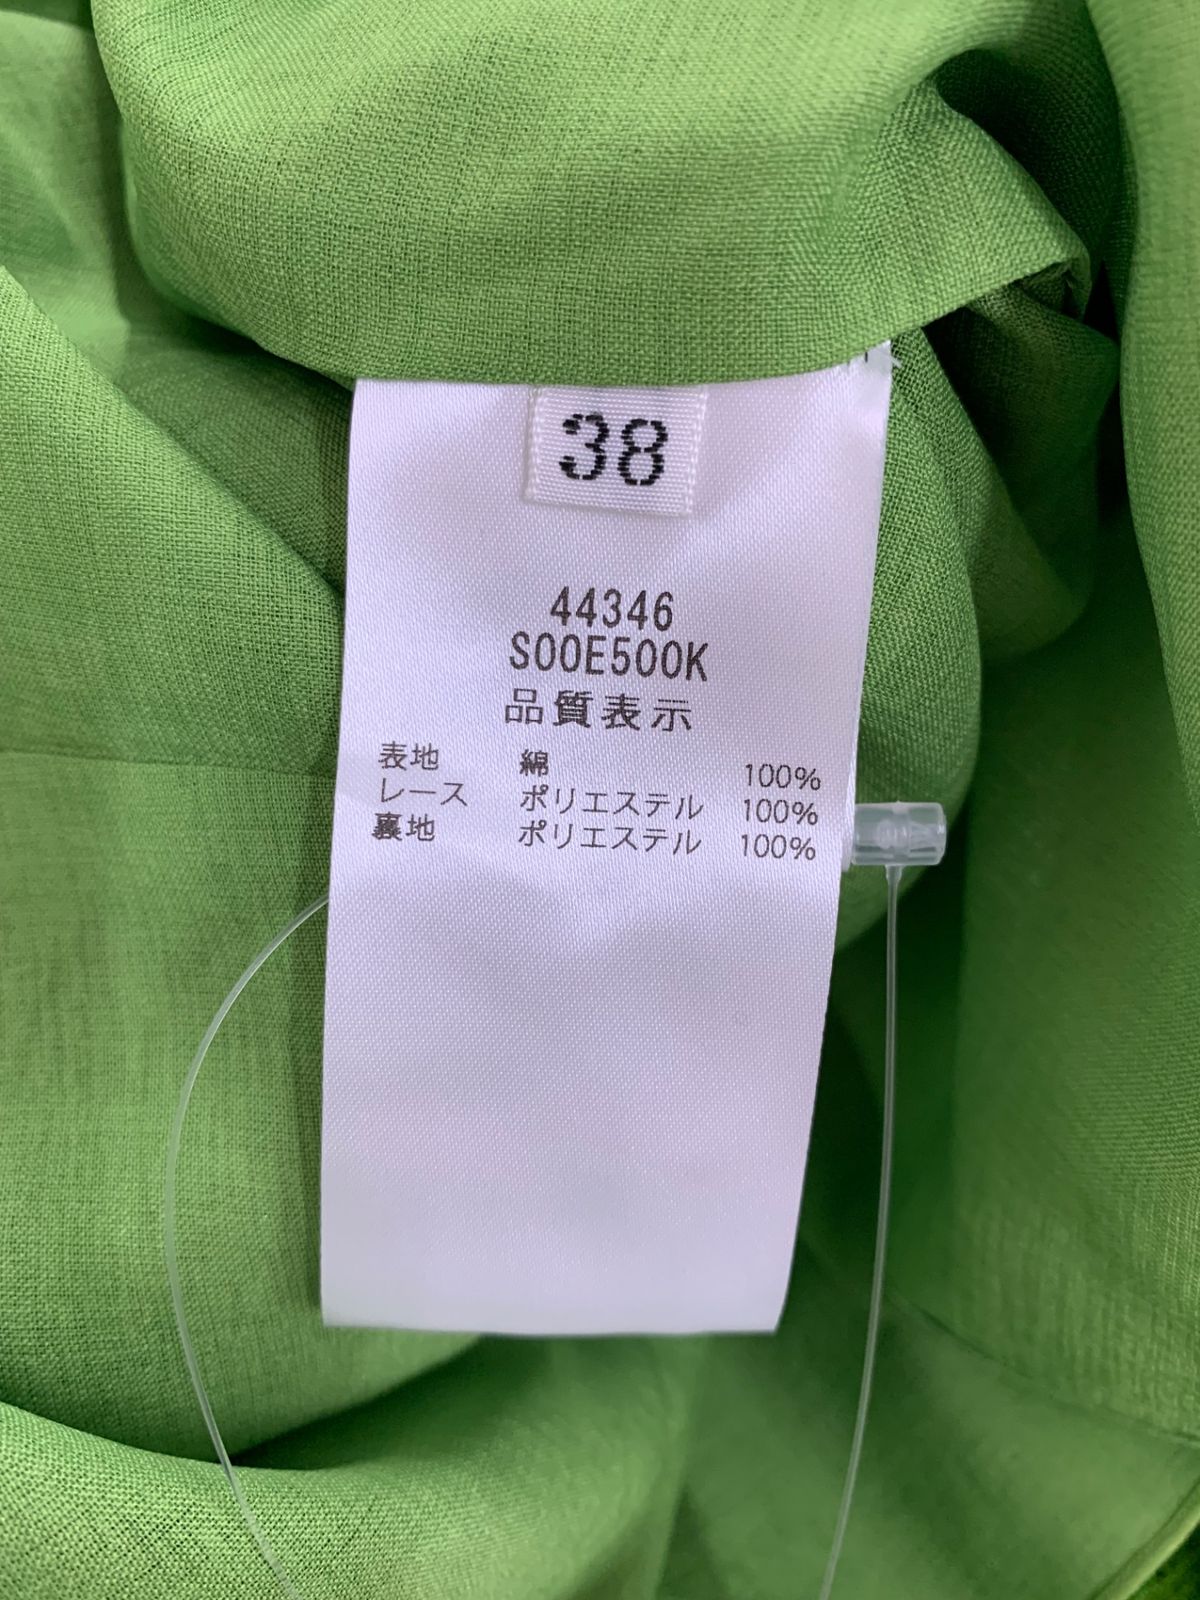 38
44346
S00E500K
品質表示
表地 綿 100%
レース ポリエステル 100%
裏地 ポリエステル 100%